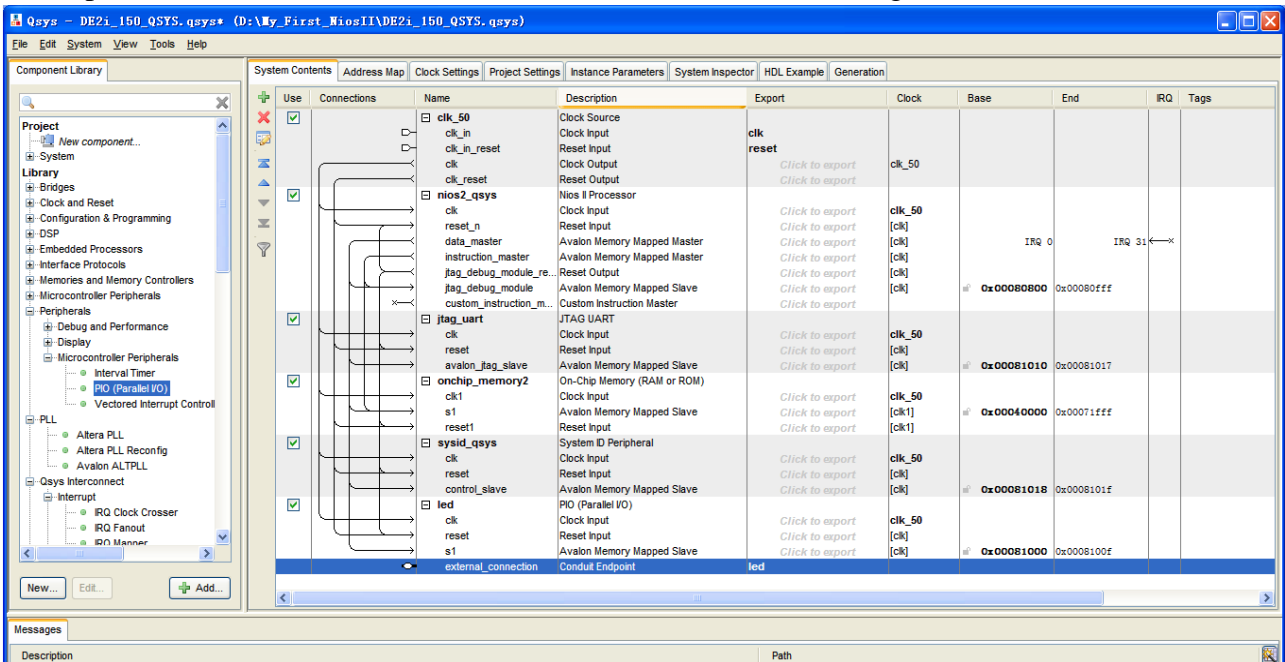 Qsys - DE2i_150_QSYS.qsys* (D:\My_First_NiosII\DE2i_150_QSYS.qsys)
File Edit System View Tools Help
Component Library
Project
New component...
System
Library
Bridges
Clock and Reset
Configuration & Programming
DSP
Embedded Processors
Interface Protocols
Memories and Memory Controllers
Microcontroller Peripherals
Peripherals
Debug and Performance
Display
Microcontroller Peripherals
Interval Timer
PIO (Parallel I/O)
Vectored Interrupt Controll
PLL
Altera PLL
Altera PLL Reconfig
Avalon ALTPLL
Qsys Interconnect
Interrupt
IRQ Clock Crosser
IRQ Fanout
IRQ Mapper
New... Edit... Add...
System Contents Address Map Clock Settings Project Settings Instance Parameters System Inspector HDL Example Generation
Use Connections Name Description Export Clock Base End IRQ Tags
clk_50 Clock Source
clk_in Clock Input clk
clk_in_reset Reset Input reset
clk Clock Output Click to export clk_50
clk_reset Reset Output Click to export
nios2_qsys Nios II Processor
clk Clock Input Click to export clk_50
reset_n Reset Input Click to export [clk]
data_master Avalon Memory Mapped Master Click to export [clk] IRQ 0 IRQ 31
instruction_master Avalon Memory Mapped Master Click to export [clk]
jtag_debug_module_re... Reset Output Click to export [clk]
jtag_debug_module Avalon Memory Mapped Slave Click to export [clk] 0x00080800 0x00080fff
custom_instruction_m... Custom Instruction Master Click to export
jtag_uart JTAG UART
clk Clock Input Click to export clk_50
reset Reset Input Click to export [clk]
avalon_jtag_slave Avalon Memory Mapped Slave Click to export [clk] 0x00081010 0x00081017
onchip_memory2 On-Chip Memory (RAM or ROM)
clk1 Clock Input Click to export clk_50
s1 Avalon Memory Mapped Slave Click to export [clk1] 0x00040000 0x00071fff
reset1 Reset Input Click to export [clk1]
sysid_qsys System ID Peripheral
clk Clock Input Click to export clk_50
reset Reset Input Click to export [clk]
control_slave Avalon Memory Mapped Slave Click to export [clk] 0x00081018 0x0008101f
led PIO (Parallel I/O)
clk Clock Input Click to export clk_50
reset Reset Input Click to export [clk]
s1 Avalon Memory Mapped Slave Click to export [clk] 0x00081000 0x0008100f
external_connection Conduit Endpoint led
Messages
Description Path